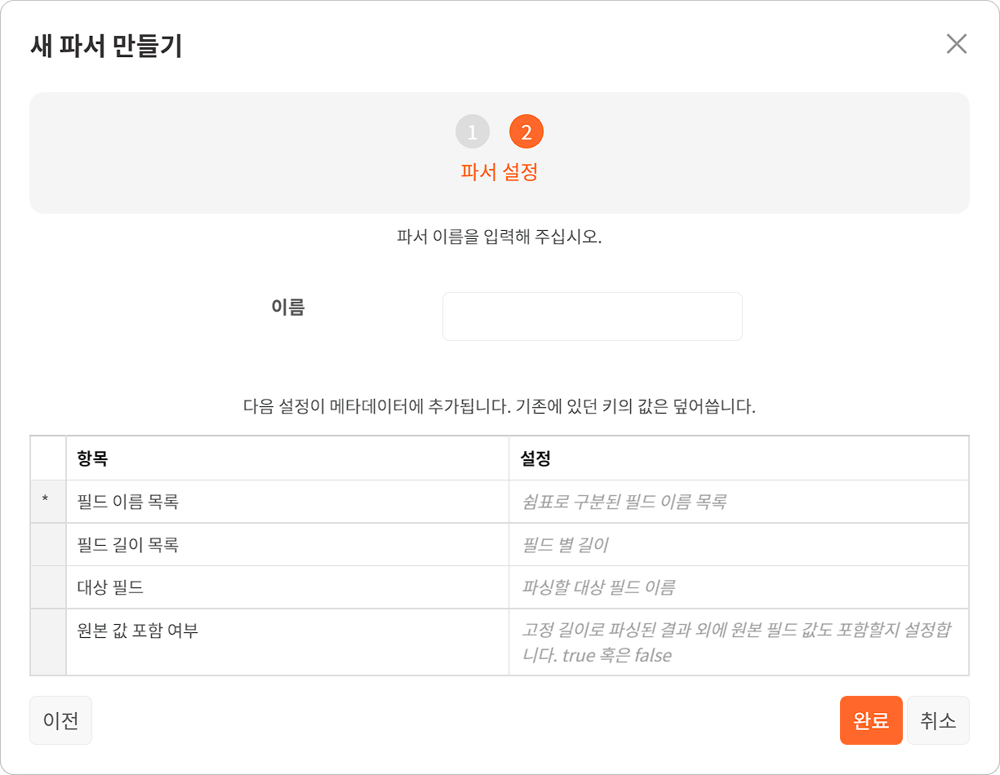 새 파서 만들기
1 2
파서 설정
파서 이름을 입력해 주십시오.
이름
다음 설정이 메타데이터에 추가됩니다. 기존에 있던 키의 값은 덮어씁니다.
항목 설정
* 필드 이름 목록 쉼표로 구분된 필드 이름 목록
필드 길이 목록 필드 별 길이
대상 필드 파싱할 대상 필드 이름
원본 값 포함 여부 고정 길이로 파싱된 결과 외에 원본 필드 값도 포함할지 설정합
니다. true 혹은 false
이전 완료 취소